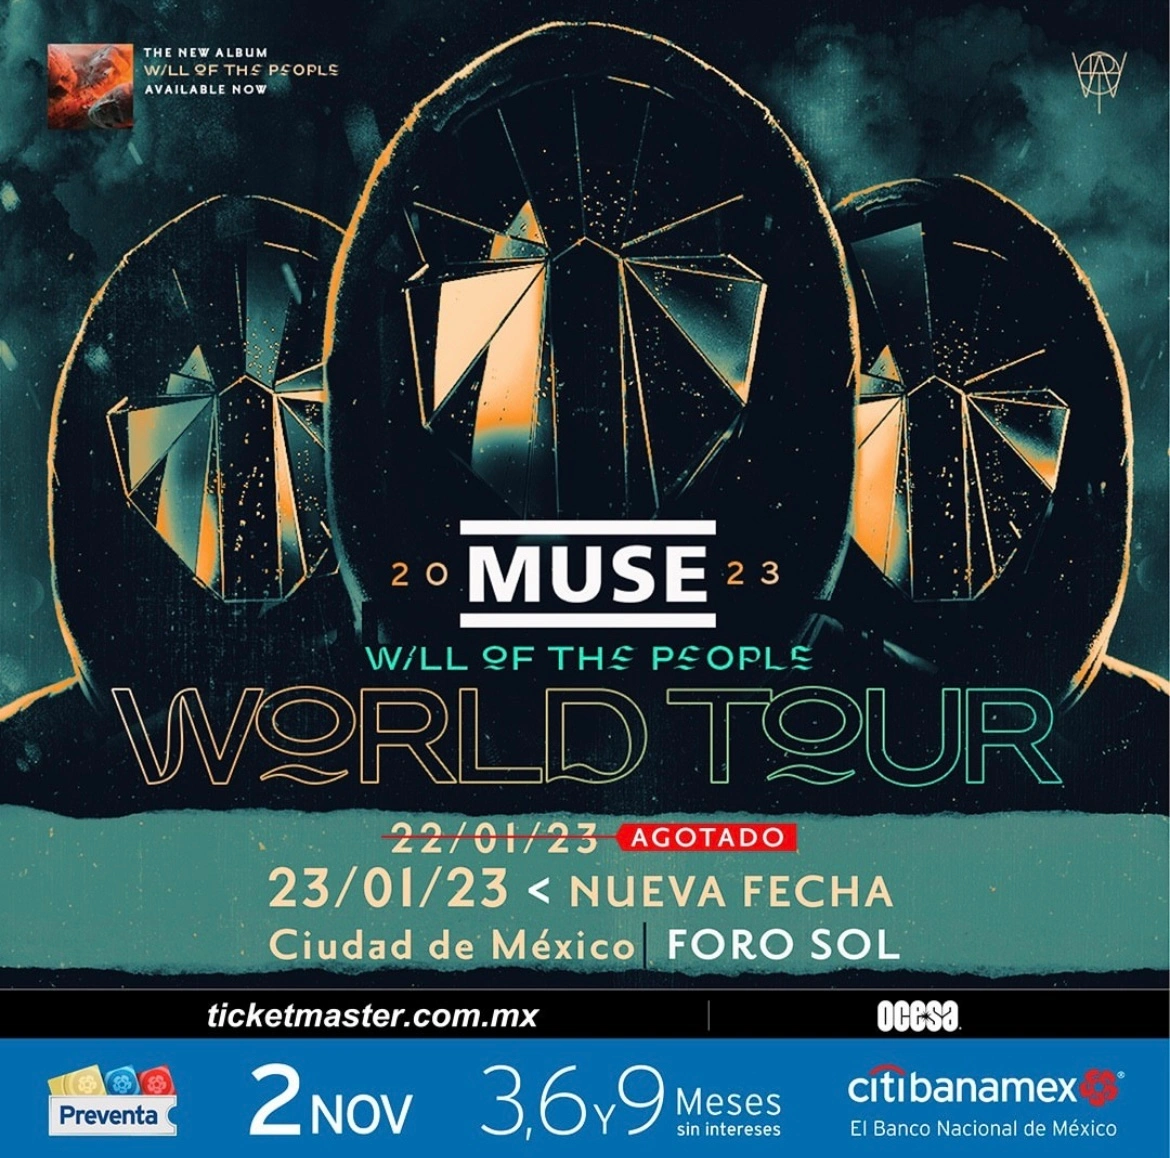 THE NEW ALBUM
WILL OF THE PEOPLE
AVAILABLE NOW
20 MUSE 23
WILL OF THE PEOPLE
WORLD TOUR
22/01/23 AGOTADO
23/01/23 < NUEVA FECHA
Ciudad de México | FORO SOL
ticketmaster.com.mx | ocesa
Preventa 2 NOV 3,6 Y 9 Meses sin intereses
citibanamex®
El Banco Nacional de México